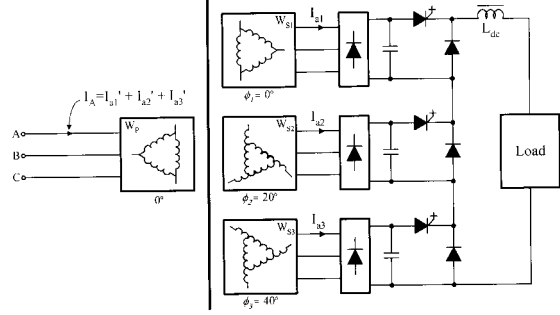 I_A=I_a1' + I_a2' + I_a3'
A
B
C
W_p
0°
W_S1
I_a1
ϕ_1= 0°
W_S2
I_a2
ϕ_2= 20°
W_S3
I_a3
ϕ_3= 40°
+
+
+
L_dc
Load